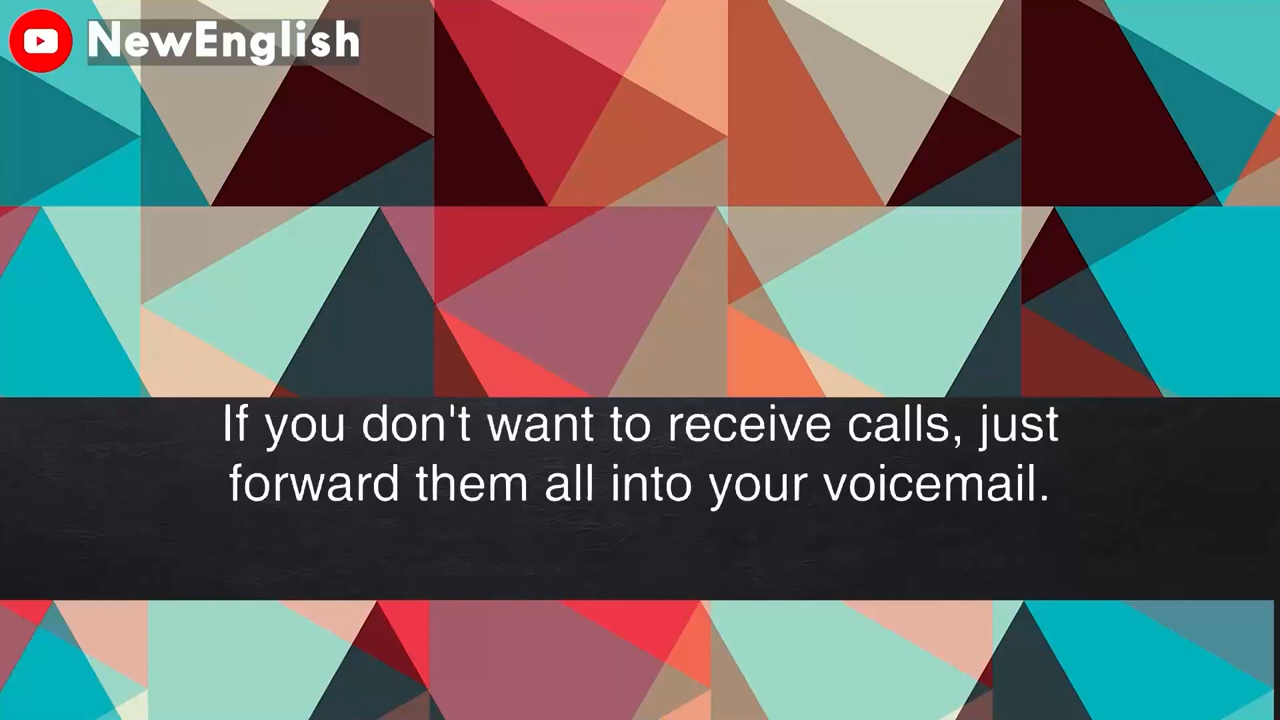 NewEnglish
If you don't want to receive calls, just
forward them all into your voicemail.